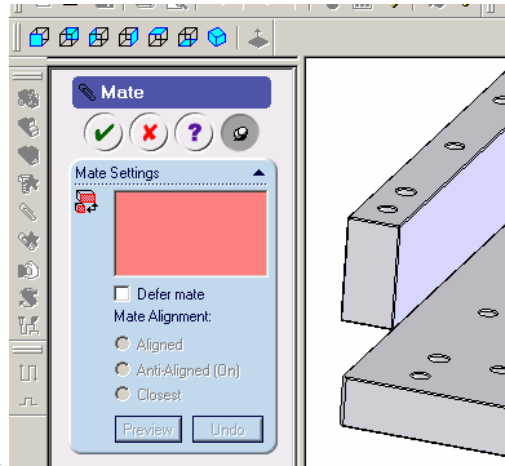 Mate
?
Mate Settings
Defer mate
Mate Alignment:
Aligned
Anti-Aligned (On)
Closest
Preview Undo